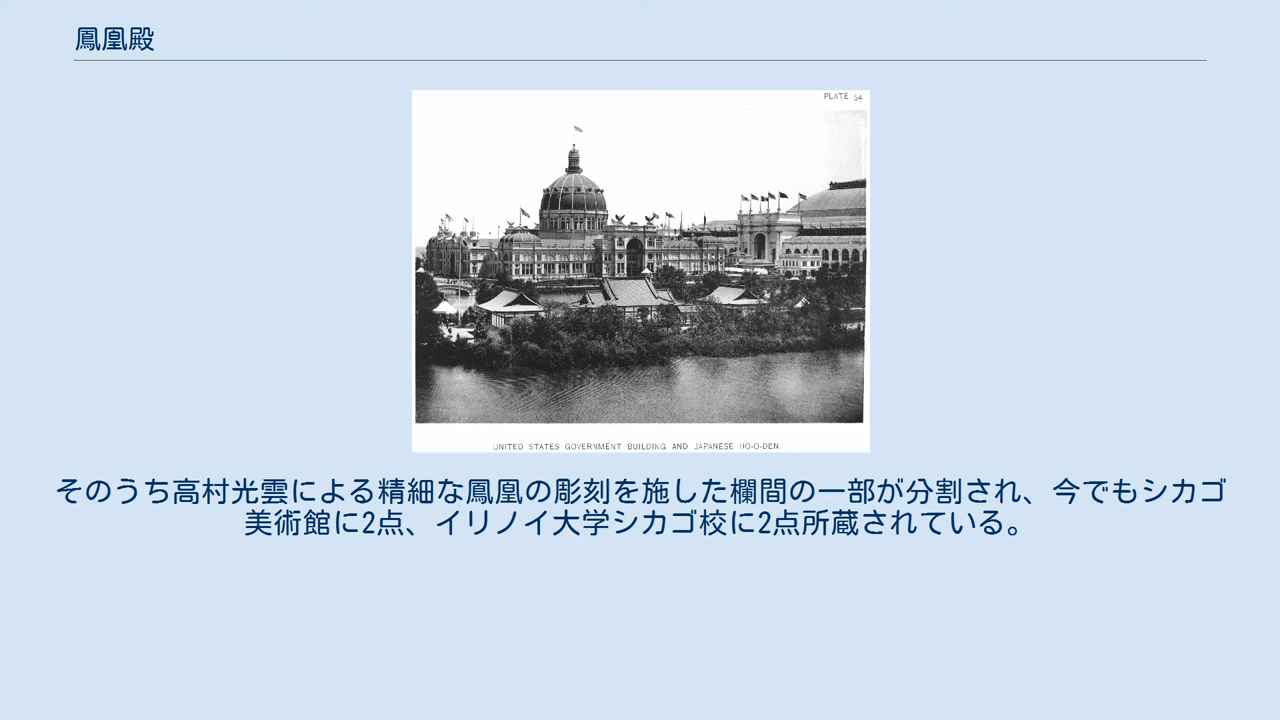 鳳凰殿
PLATE 54
UNITED STATES GOVERNMENT BUILDING AND JAPANESE HO-O-DEN.
そのうち高村光雲による精細な鳳凰の彫刻を施した欄間の一部が分割され、今でもシカゴ
美術館に2点、イリノイ大学シカゴ校に2点所蔵されている。